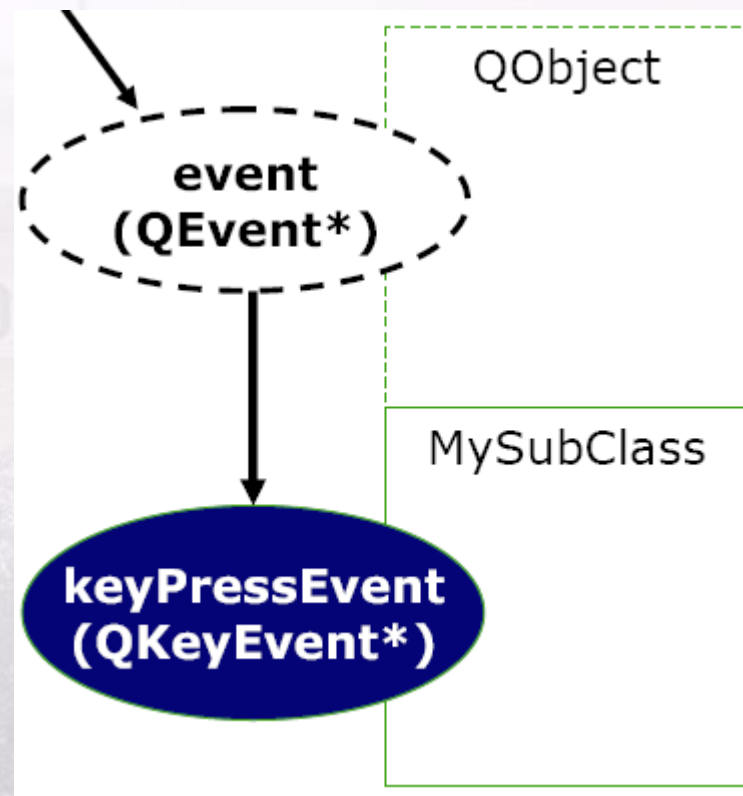 QObject
event
(QEvent*)
MySubClass
keyPressEvent
(QKeyEvent*)